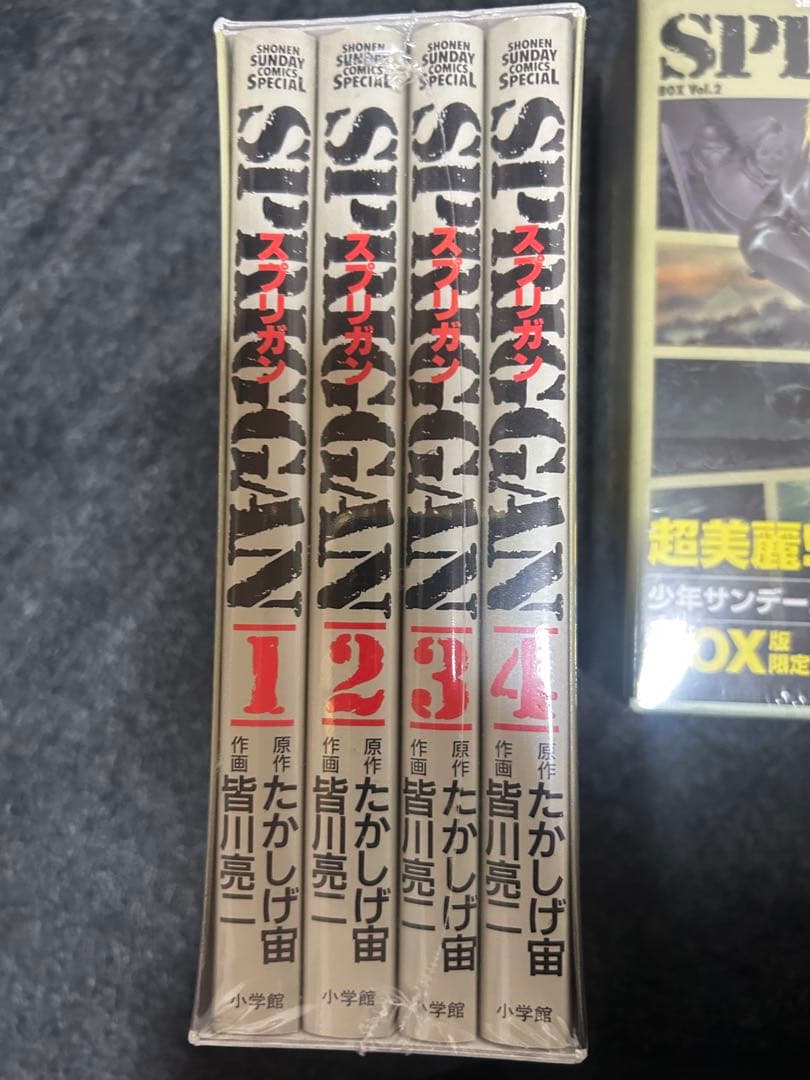 SHONEN
SUNDAY
COMICS
SPECIAL
SPRIGGAN
スプリガン
1
原作 たかしげ宙
作画 皆川亮二
小学館
SHONEN
SUNDAY
COMICS
SPECIAL
SPRIGGAN
スプリガン
2
原作 たかしげ宙
作画 皆川亮二
小学館
SHONEN
SUNDAY
COMICS
SPECIAL
SPRIGGAN
スプリガン
3
原作 たかしげ宙
作画 皆川亮二
小学館
SHONEN
SUNDAY
COMICS
SPECIAL
SPRIGGAN
スプリガン
4
原作 たかしげ宙
作画 皆川亮二
小学館
BOX Vol.2
超美麗!
少年サンデー
BOX版
限定